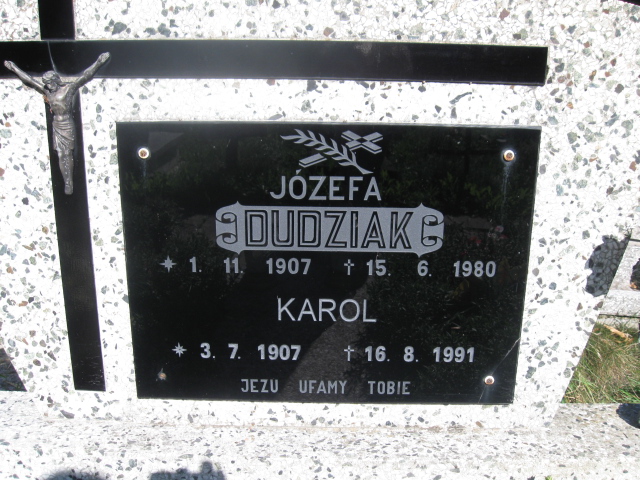 JÓZEFA
DUDZIAK
* 1. 11. 1907 † 15. 6. 1980
KAROL
* 3. 7. 1907 † 16. 8. 1991
JEZU UFAMY TOBIE